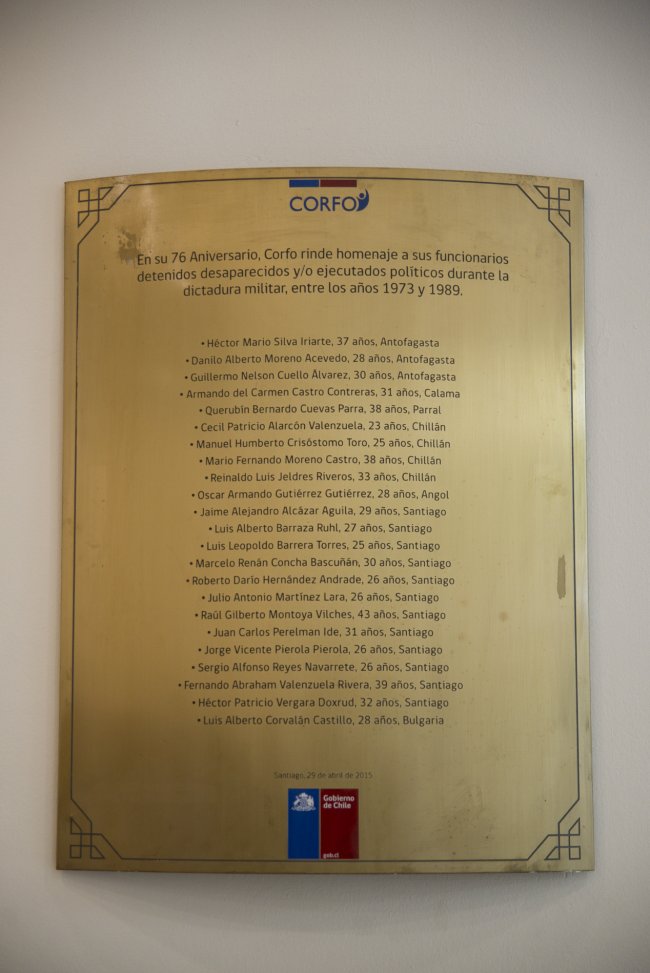 CORFO
En su 76 Aniversario, Corfo rinde homenaje a sus funcionarios
detenidos desaparecidos y/o ejecutados políticos durante la
dictadura militar, entre los años 1973 y 1989.
• Héctor Mario Silva Iriarte, 37 años, Antofagasta
• Danilo Alberto Moreno Acevedo, 28 años, Antofagasta
• Guillermo Nelson Cuello Álvarez, 30 años, Antofagasta
• Armando del Carmen Castro Contreras, 31 años, Calama
• Querubín Bernardo Cuevas Parra, 38 años, Parral
• Cecil Patricio Alarcón Valenzuela, 23 años, Chillán
• Manuel Humberto Crisóstomo Toro, 25 años, Chillán
• Mario Fernando Moreno Castro, 38 años, Chillán
• Reinaldo Luis Jeldres Riveros, 33 años, Chillán
• Oscar Armando Gutiérrez Gutiérrez, 28 años, Angol
• Jaime Alejandro Alcázar Aguila, 29 años, Santiago
• Luis Alberto Barraza Ruhl, 27 años, Santiago
• Luis Leopoldo Barrera Torres, 25 años, Santiago
• Marcelo Renán Concha Bascuñán, 30 años, Santiago
• Roberto Darío Hernández Andrade, 26 años, Santiago
• Julio Antonio Martínez Lara, 26 años, Santiago
• Raúl Gilberto Montoya Vilches, 43 años, Santiago
• Juan Carlos Perelman Ide, 31 años, Santiago
• Jorge Vicente Pierola Pierola, 26 años, Santiago
• Sergio Alfonso Reyes Navarrete, 26 años, Santiago
• Fernando Abraham Valenzuela Rivera, 39 años, Santiago
• Héctor Patricio Vergara Doxrud, 32 años, Santiago
• Luis Alberto Corvalán Castillo, 28 años, Bulgaria
Santiago, 29 de abril de 2015
Gobierno
de Chile
gob.cl